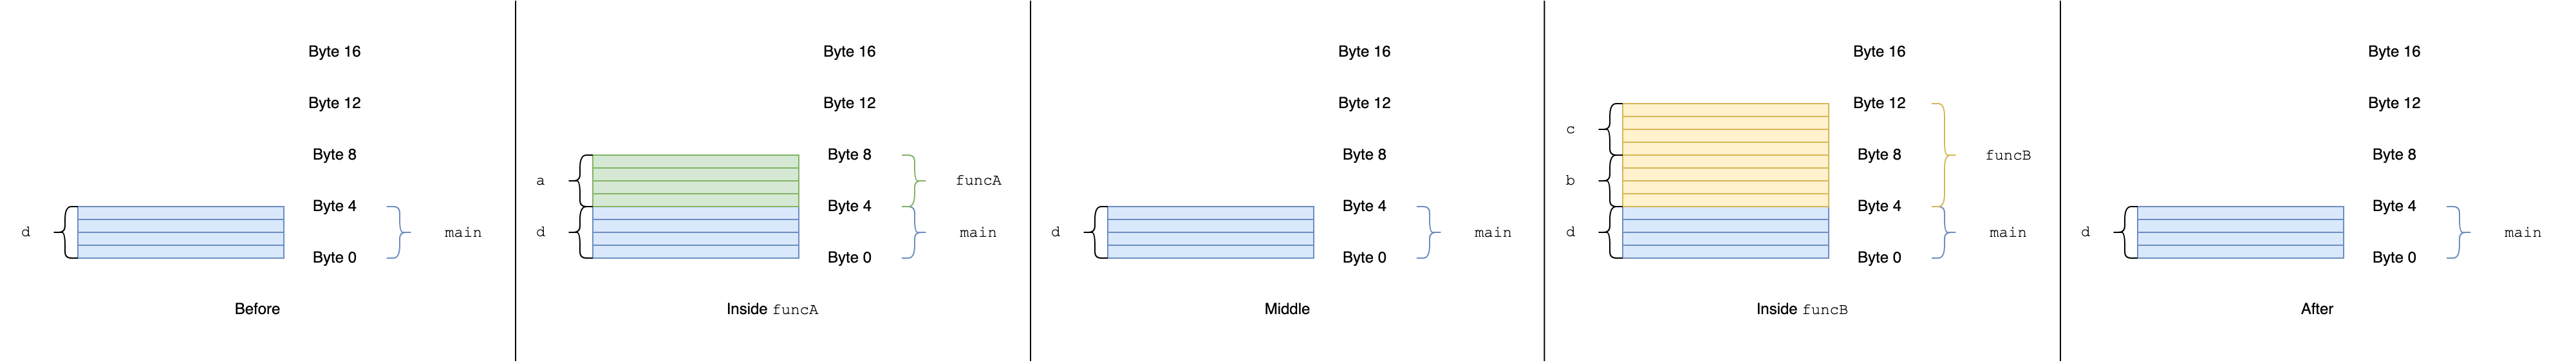 Byte 16
Byte 12
Byte 8
Byte 4
d
main
Byte 0
Before
Byte 16
Byte 12
Byte 8
a
funcA
Byte 4
d
main
Byte 0
Inside funcA
Byte 16
Byte 12
Byte 8
Byte 4
d
main
Byte 0
Middle
Byte 16
Byte 12
c
Byte 8
funcB
b
Byte 4
d
main
Byte 0
Inside funcB
Byte 16
Byte 12
Byte 8
Byte 4
d
main
Byte 0
After